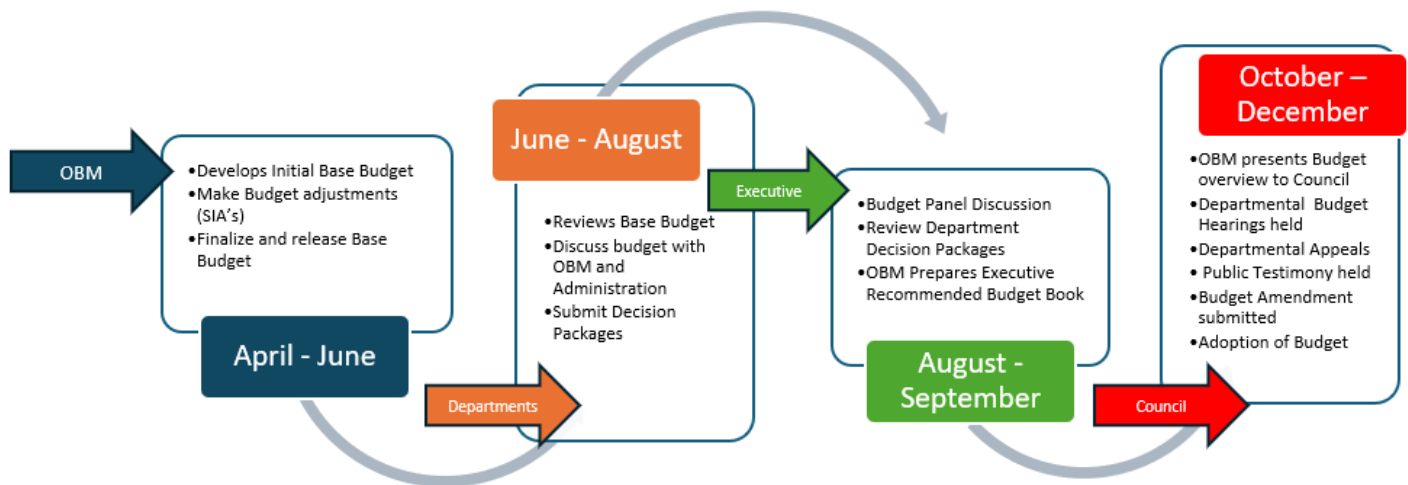 OBM
•Develops Initial Base Budget
•Make Budget adjustments
(SIA's)
•Finalize and release Base
Budget
April - June
Departments
June - August
•Reviews Base Budget
•Discuss budget with
OBM and
Administration
•Submit Decision
Packages
Executive
•Budget Panel Discussion
•Review Department
Decision Packages
•OBM Prepares Executive
Recommended Budget Book
August -
September
Council
October –
December
•OBM presents Budget
overview to Council
•Departmental Budget
Hearings held
•Departmental Appeals
• Public Testimony held
•Budget Amendment
submitted
•Adoption of Budget